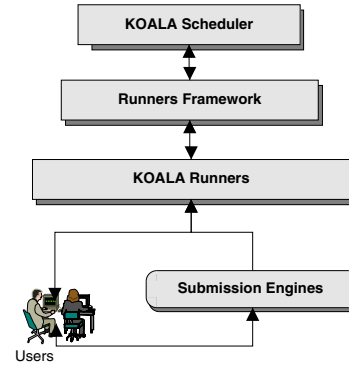 KOALA Scheduler
Runners Framework
KOALA Runners
Submission Engines
Users